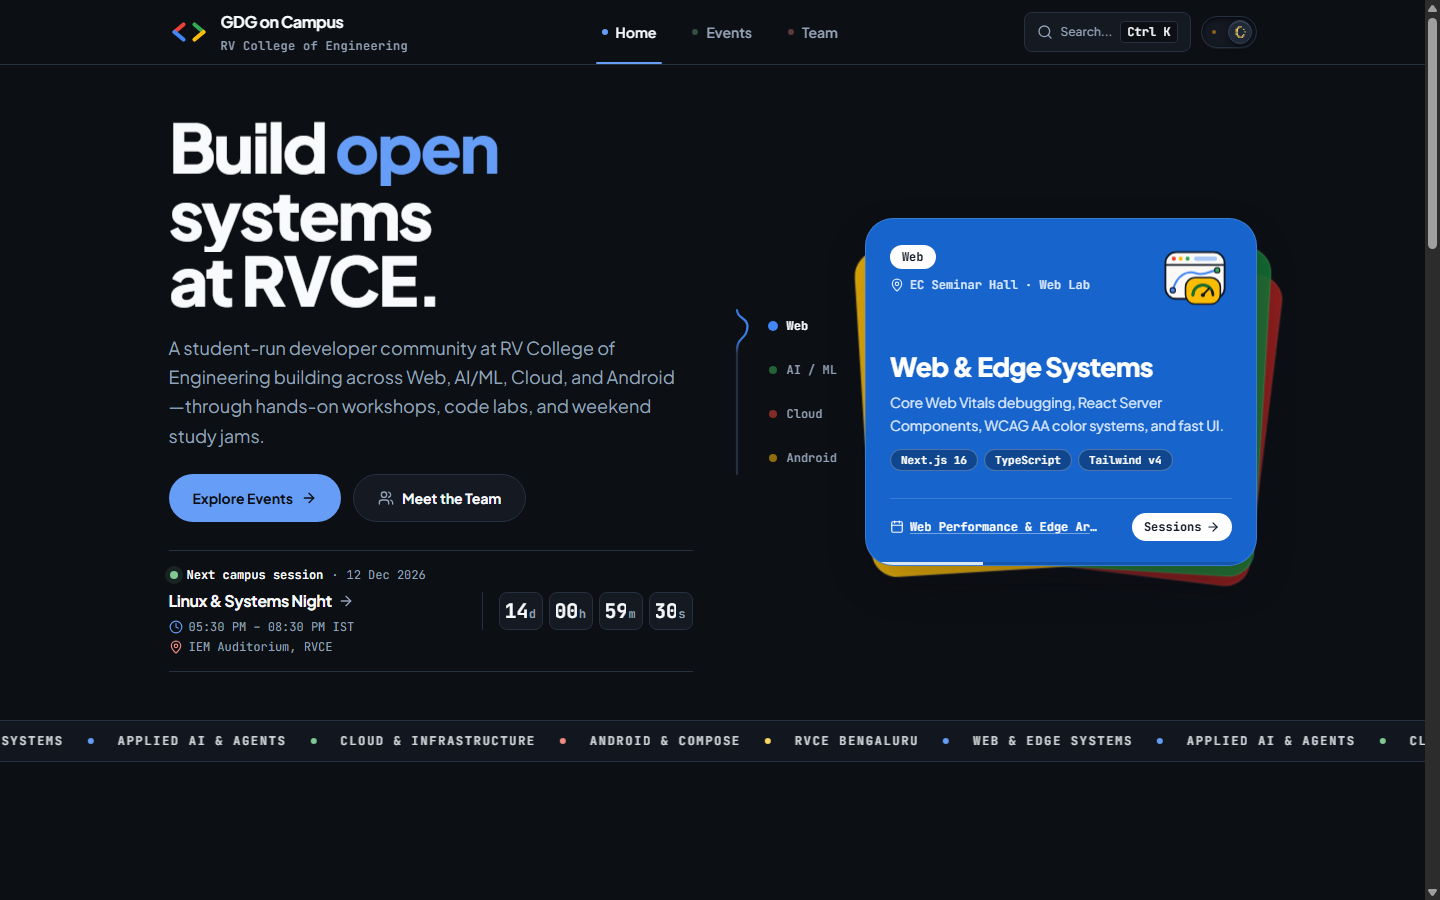 GDG on Campus
RV College of Engineering
Home
Events
Team
Search...
Ctrl K
Build open
systems
at RVCE.
A student-run developer community at RV College of
Engineering building across Web, AI/ML, Cloud, and Android
—through hands-on workshops, code labs, and weekend
study jams.
Explore Events
Meet the Team
Next campus session · 12 Dec 2026
Linux & Systems Night
05:30 PM – 08:30 PM IST
IEM Auditorium, RVCE
14d 00h 59m 30s
Web
AI / ML
Cloud
Android
Web
EC Seminar Hall · Web Lab
Web & Edge Systems
Core Web Vitals debugging, React Server
Components, WCAG AA color systems, and fast UI.
Next.js 16
TypeScript
Tailwind v4
Web Performance & Edge Ar…
Sessions
SYSTEMS • APPLIED AI & AGENTS • CLOUD & INFRASTRUCTURE • ANDROID & COMPOSE • RVCE BENGALURU • WEB & EDGE SYSTEMS • APPLIED AI & AGENTS • CL